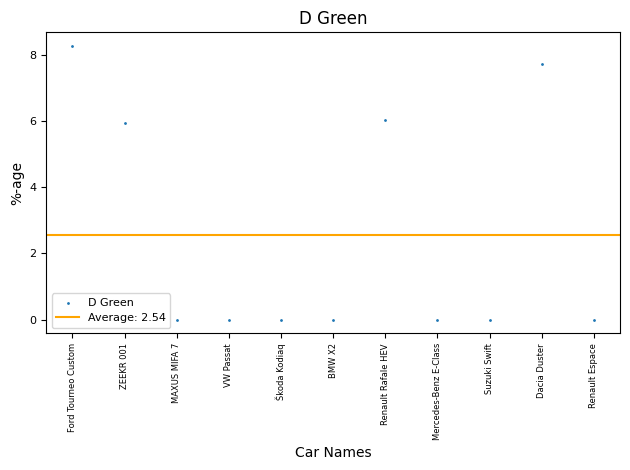 D Green
%-age
8
6
4
2
0
D Green
Average: 2.54
Ford Tourneo Custom
ZEEKR 001
MAXUS MIFA 7
VW Passat
Škoda Kodiaq
BMW X2
Renault Rafale HEV
Mercedes-Benz E-Class
Suzuki Swift
Dacia Duster
Renault Espace
Car Names